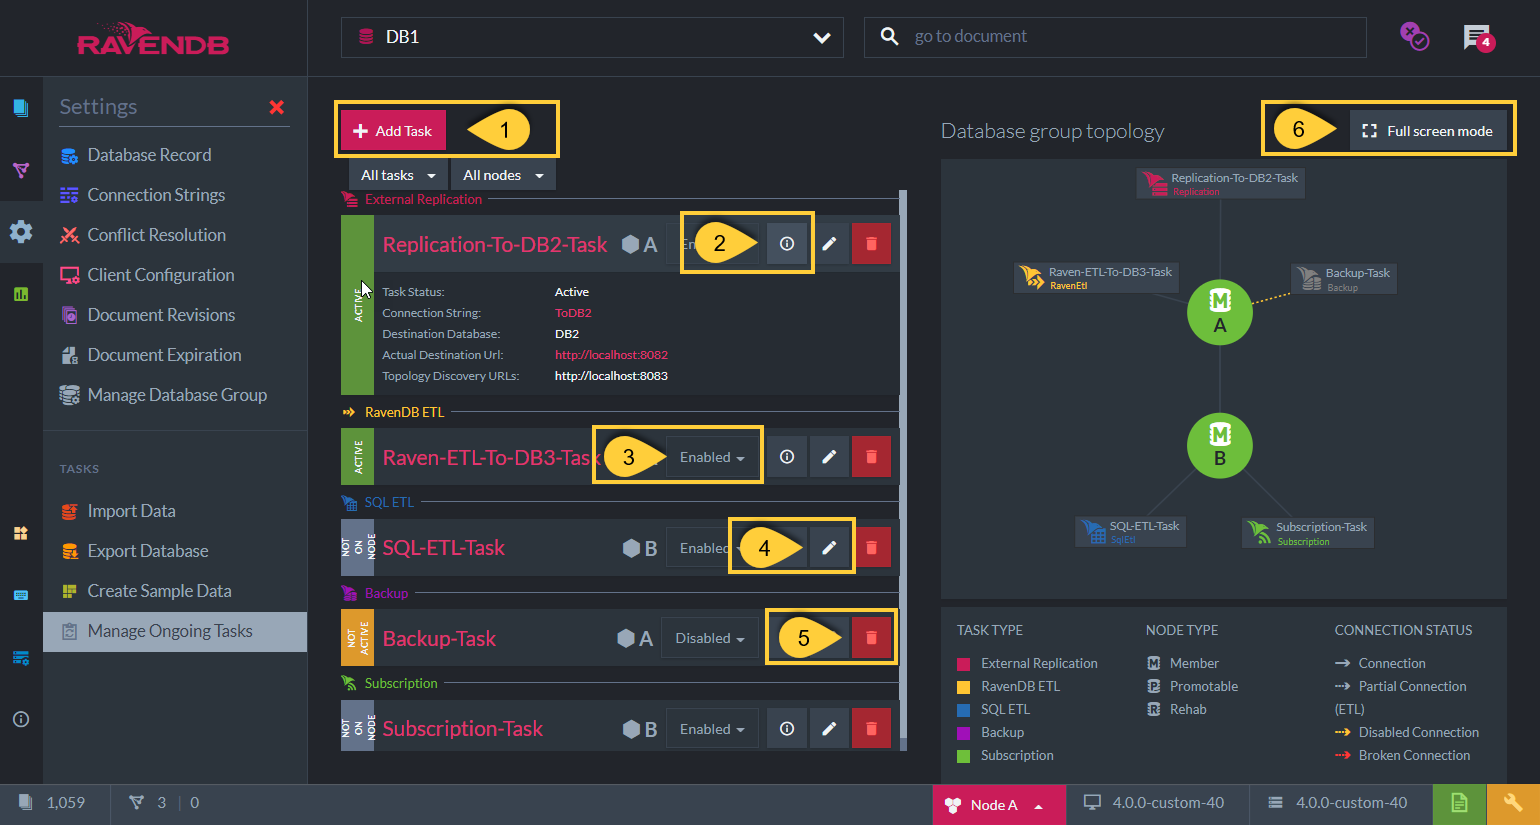 RAVENDB
DB1
go to document
4
Settings
Database Record
Connection Strings
Conflict Resolution
Client Configuration
Document Revisions
Document Expiration
Manage Database Group
TASKS
Import Data
Export Database
Create Sample Data
Manage Ongoing Tasks
Add Task
1
All tasks
All nodes
External Replication
ACTIVE
Replication-To-DB2-Task
A
2
Task Status: Active
Connection String: ToDB2
Destination Database: DB2
Actual Destination Url: http://localhost:8082
Topology Discovery URLs: http://localhost:8083
RavenDB ETL
ACTIVE
Raven-ETL-To-DB3-Task
3
Enabled
SQL ETL
NOT ON NODE
SQL-ETL-Task
B
Enabled
4
Backup
NOT ACTIVE
Backup-Task
A
Disabled
5
Subscription
NOT ON NODE
Subscription-Task
B
Enabled
Database group topology
6
Full screen mode
Replication-To-DB2-Task
Replication
Raven-ETL-To-DB3-Task
RavenEtl
Backup-Task
Backup
M
A
M
B
SQL-ETL-Task
SqlEtl
Subscription-Task
Subscription
TASK TYPE
External Replication
RavenDB ETL
SQL ETL
Backup
Subscription
NODE TYPE
M Member
P Promotable
R Rehab
CONNECTION STATUS
Connection
Partial Connection
(ETL)
Disabled Connection
Broken Connection
1,059
3 | 0
Node A
4.0.0-custom-40
4.0.0-custom-40